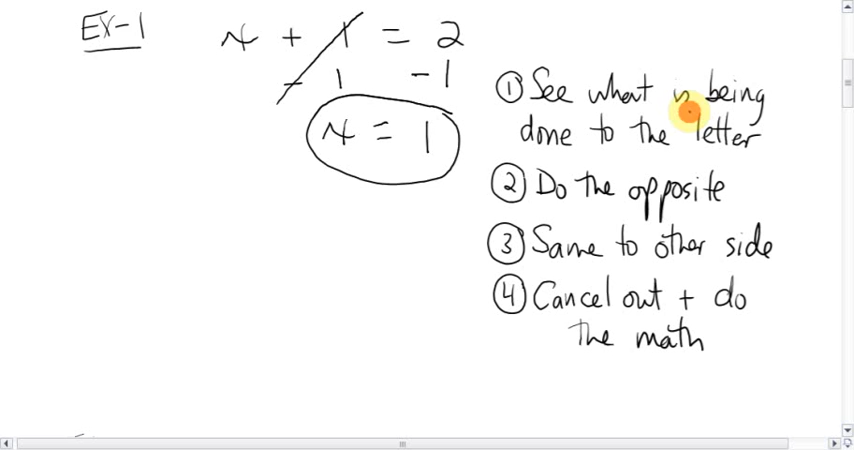 EX-1
x + 1 = 2
- 1 -1
x = 1
① See what is being
done to the letter
② Do the opposite
③ Same to other side
④ Cancel out + do
the math